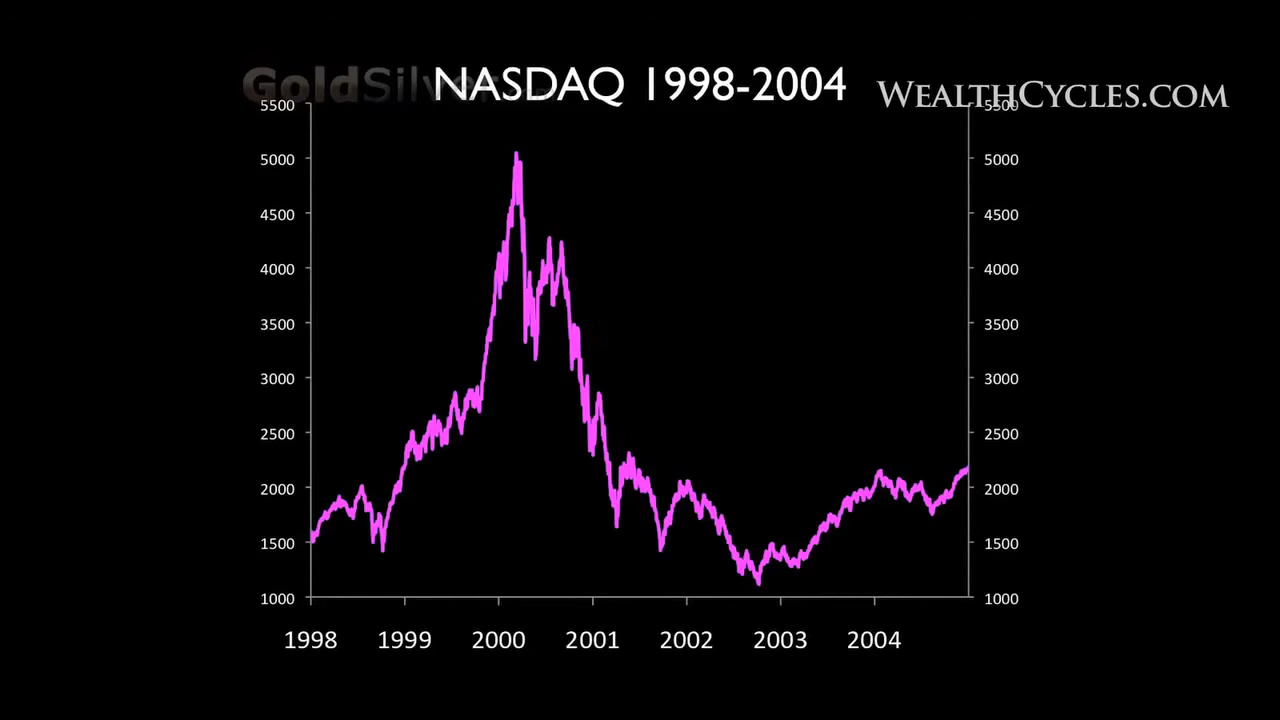 GoldSilver
NASDAQ 1998-2004
WEALTHCYCLES.COM
5500 5500
5000 5000
4500 4500
4000 4000
3500 3500
3000 3000
2500 2500
2000 2000
1500 1500
1000 1000
1998 1999 2000 2001 2002 2003 2004